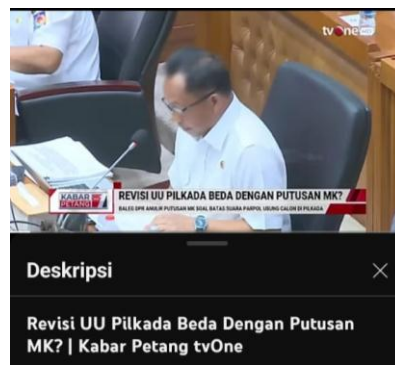 tvOne
KABAR
PETANG
REVISI UU PILKADA BEDA DENGAN PUTUSAN MK?
BALEG DPR ANULIR PUTUSAN MK SOAL BATAS SUARA PARPOL USUNG CALON DI PILKADA
Deskripsi
Revisi UU Pilkada Beda Dengan Putusan
MK? | Kabar Petang tvOne